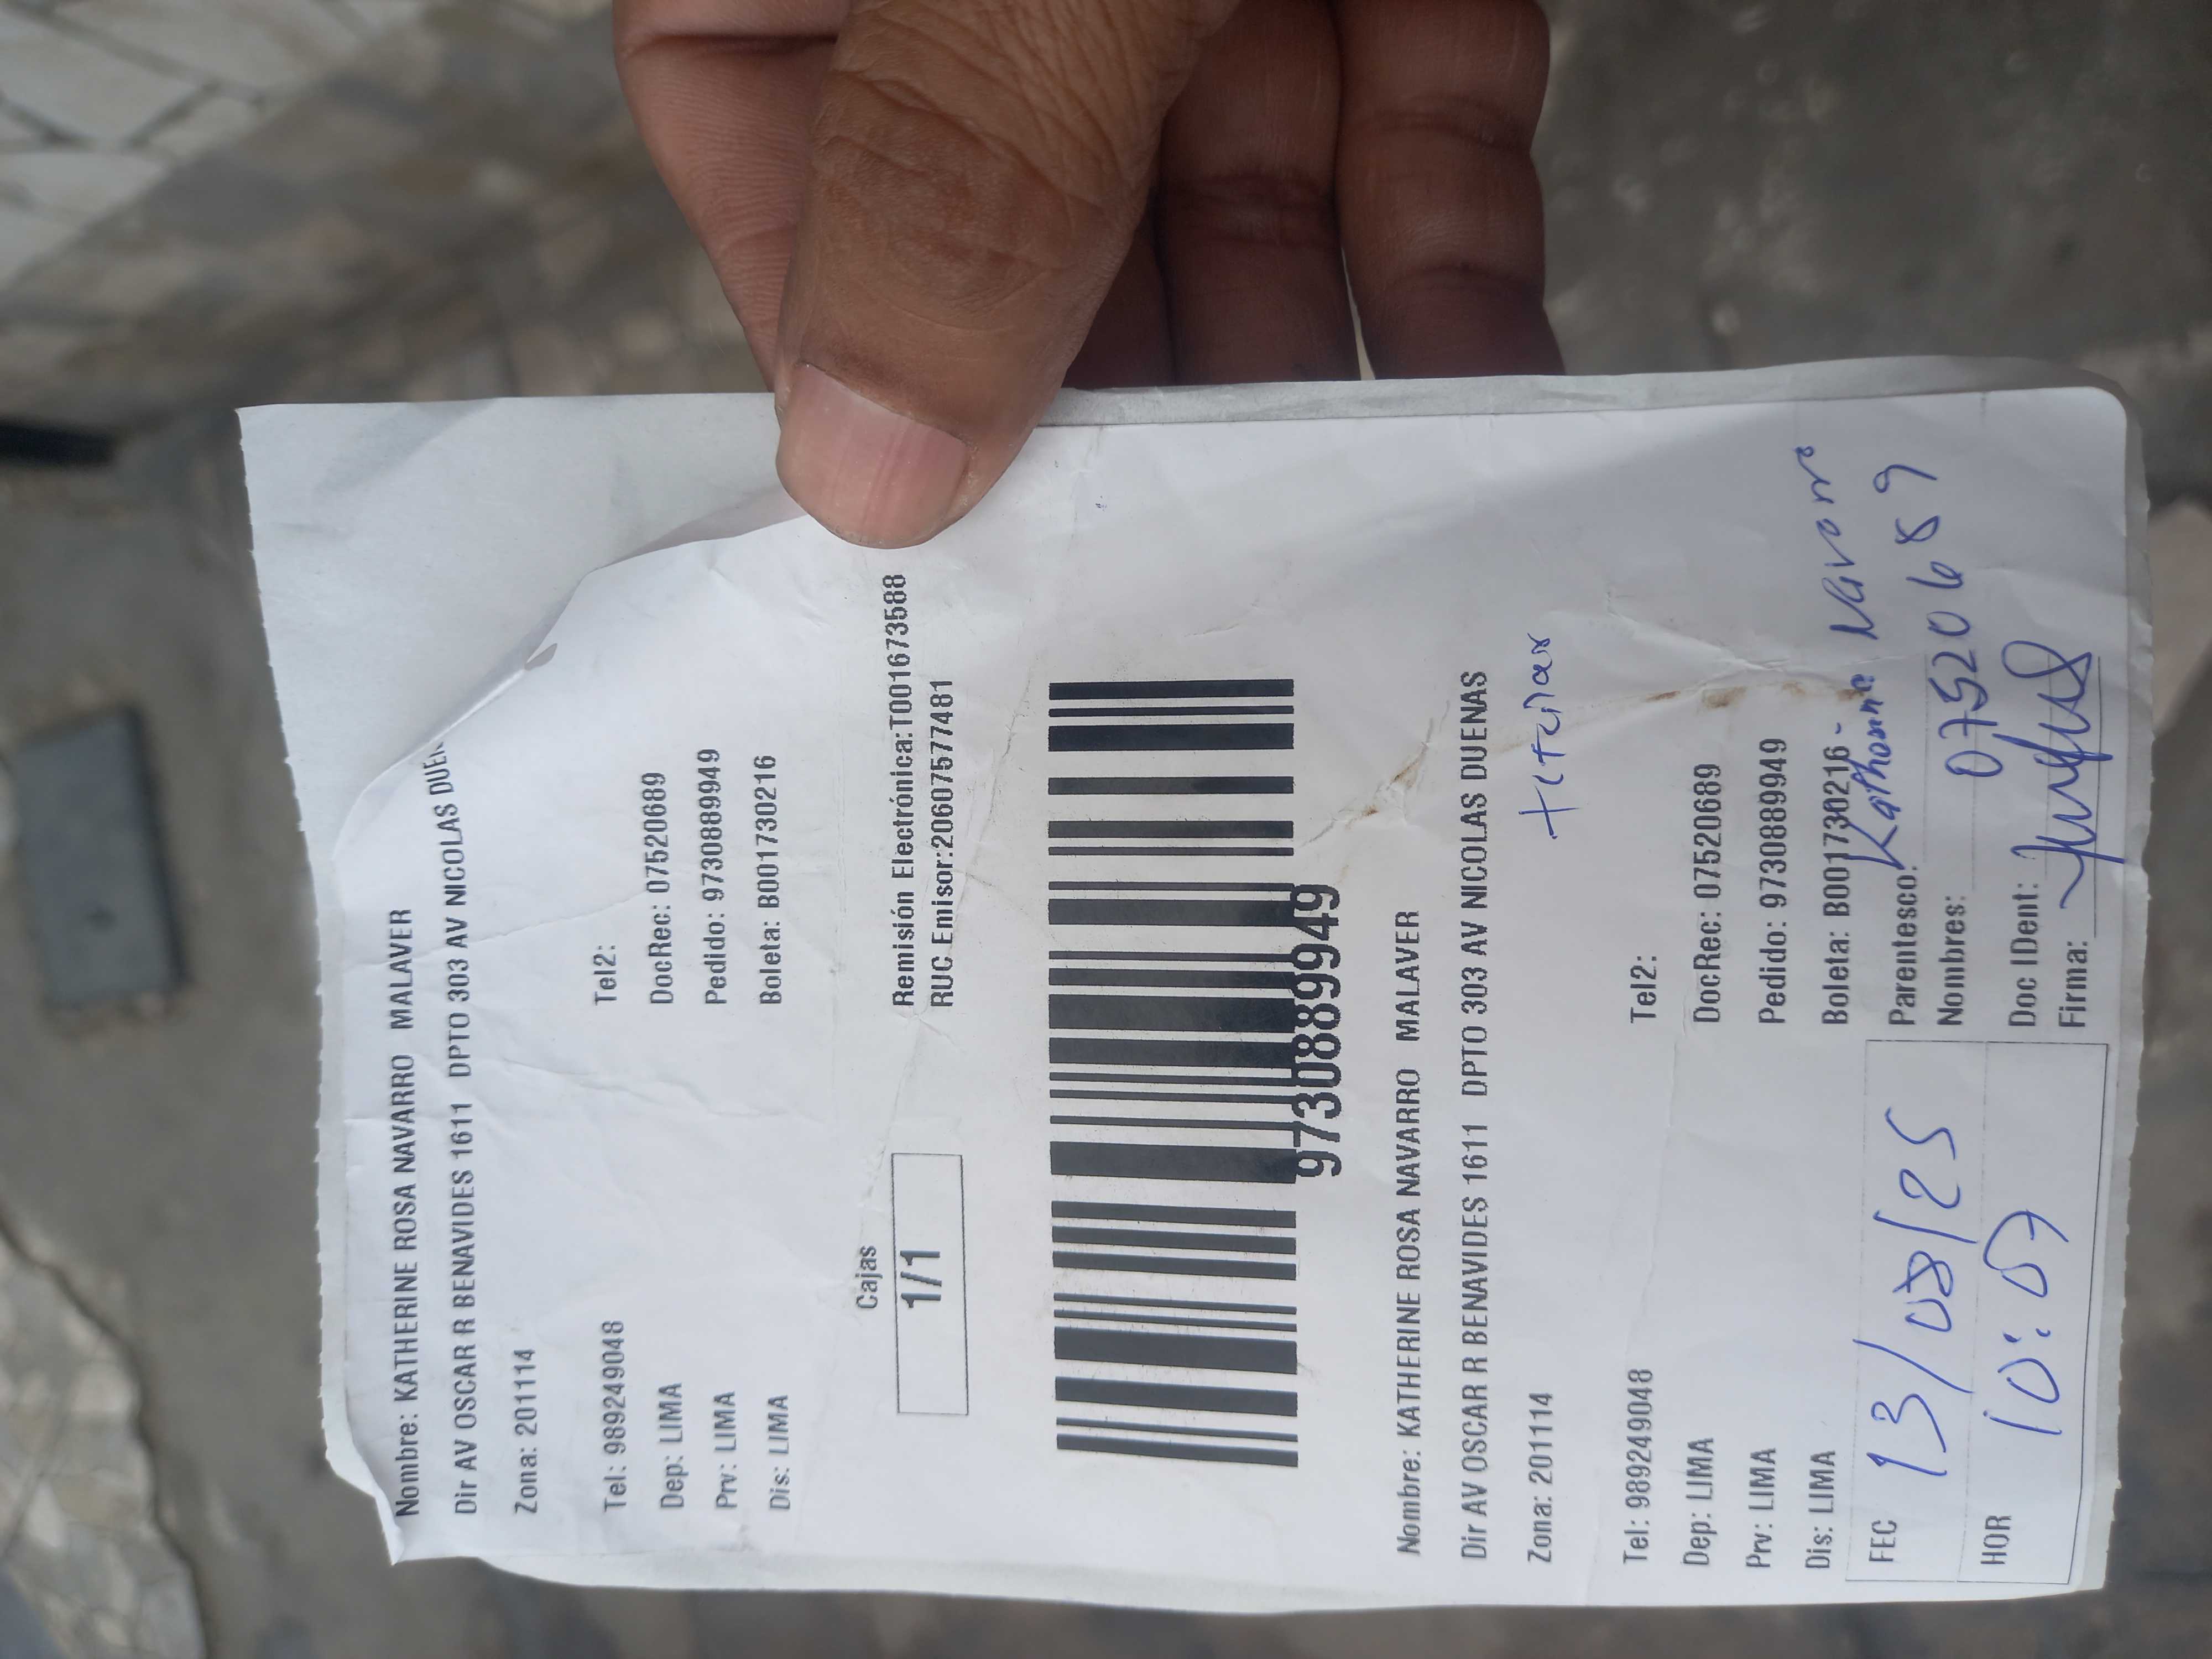 Nombre: KATHERINE ROSA NAVARRO MALAVER
Dir AV OSCAR R BENAVIDES 1611 DPTO 303 AV NICOLAS
Zona: 201114
Tel: 989249048 Tel2:
Dep: LIMA DocRec: 07520689
Prv: LIMA Pedido: 9730889949
Dis: LIMA Boleta: B001730216
Cajas
1/1
Remisión Electrónica:T001673588
RUC Emisor:20607577481
9730889949
Nombre: KATHERINE ROSA NAVARRO MALAVER
Dir AV OSCAR R BENAVIDES 1611 DPTO 303 AV NICOLAS DUENAS
Zona: 201114
titular
Tel: 989249048 Tel2:
Dep: LIMA DocRec: 07520689
Prv: LIMA Pedido: 9730889949
Dis: LIMA Boleta: B001730216-
FEC 13/08/25
HOR 10:07
Parentesco:
Nombres:
Doc IDent: 07520689
Firma: